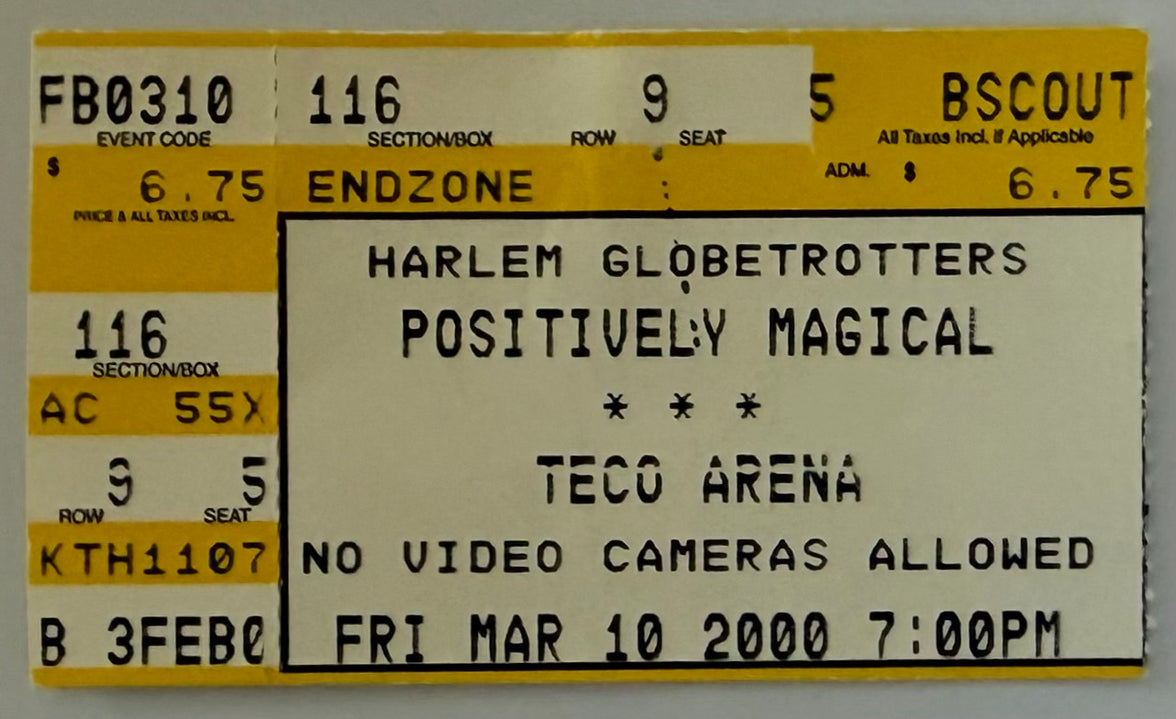 FB0310
EVENT CODE
$ 6.75
PRICE & ALL TAXES INCL.
116
SECTION/BOX
AC 55X
9 5
ROW SEAT
KTH1107
B 3FEB0
116 9 5 BSCOUT
SECTION/BOX ROW SEAT All Taxes Incl. If Applicable
ENDZONE ADM. $ 6.75
HARLEM GLOBETROTTERS
POSITIVELY MAGICAL
* * *
TECO ARENA
NO VIDEO CAMERAS ALLOWED
FRI MAR 10 2000 7:00PM